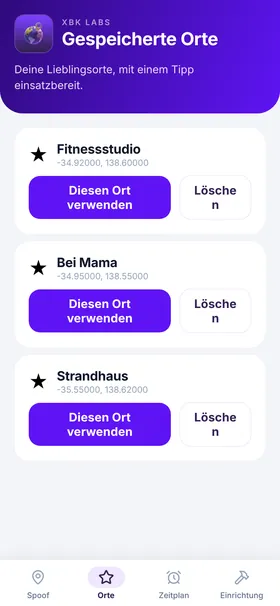 XBK LABS
Gespeicherte Orte
Deine Lieblingsorte, mit einem Tipp
einsatzbereit.
Fitnessstudio
-34.92000, 138.60000
Diesen Ort
verwenden
Lösche
n
Bei Mama
-34.95000, 138.55000
Diesen Ort
verwenden
Lösche
n
Strandhaus
-35.55000, 138.62000
Diesen Ort
verwenden
Lösche
n
Spoof
Orte
Zeitplan
Einrichtung